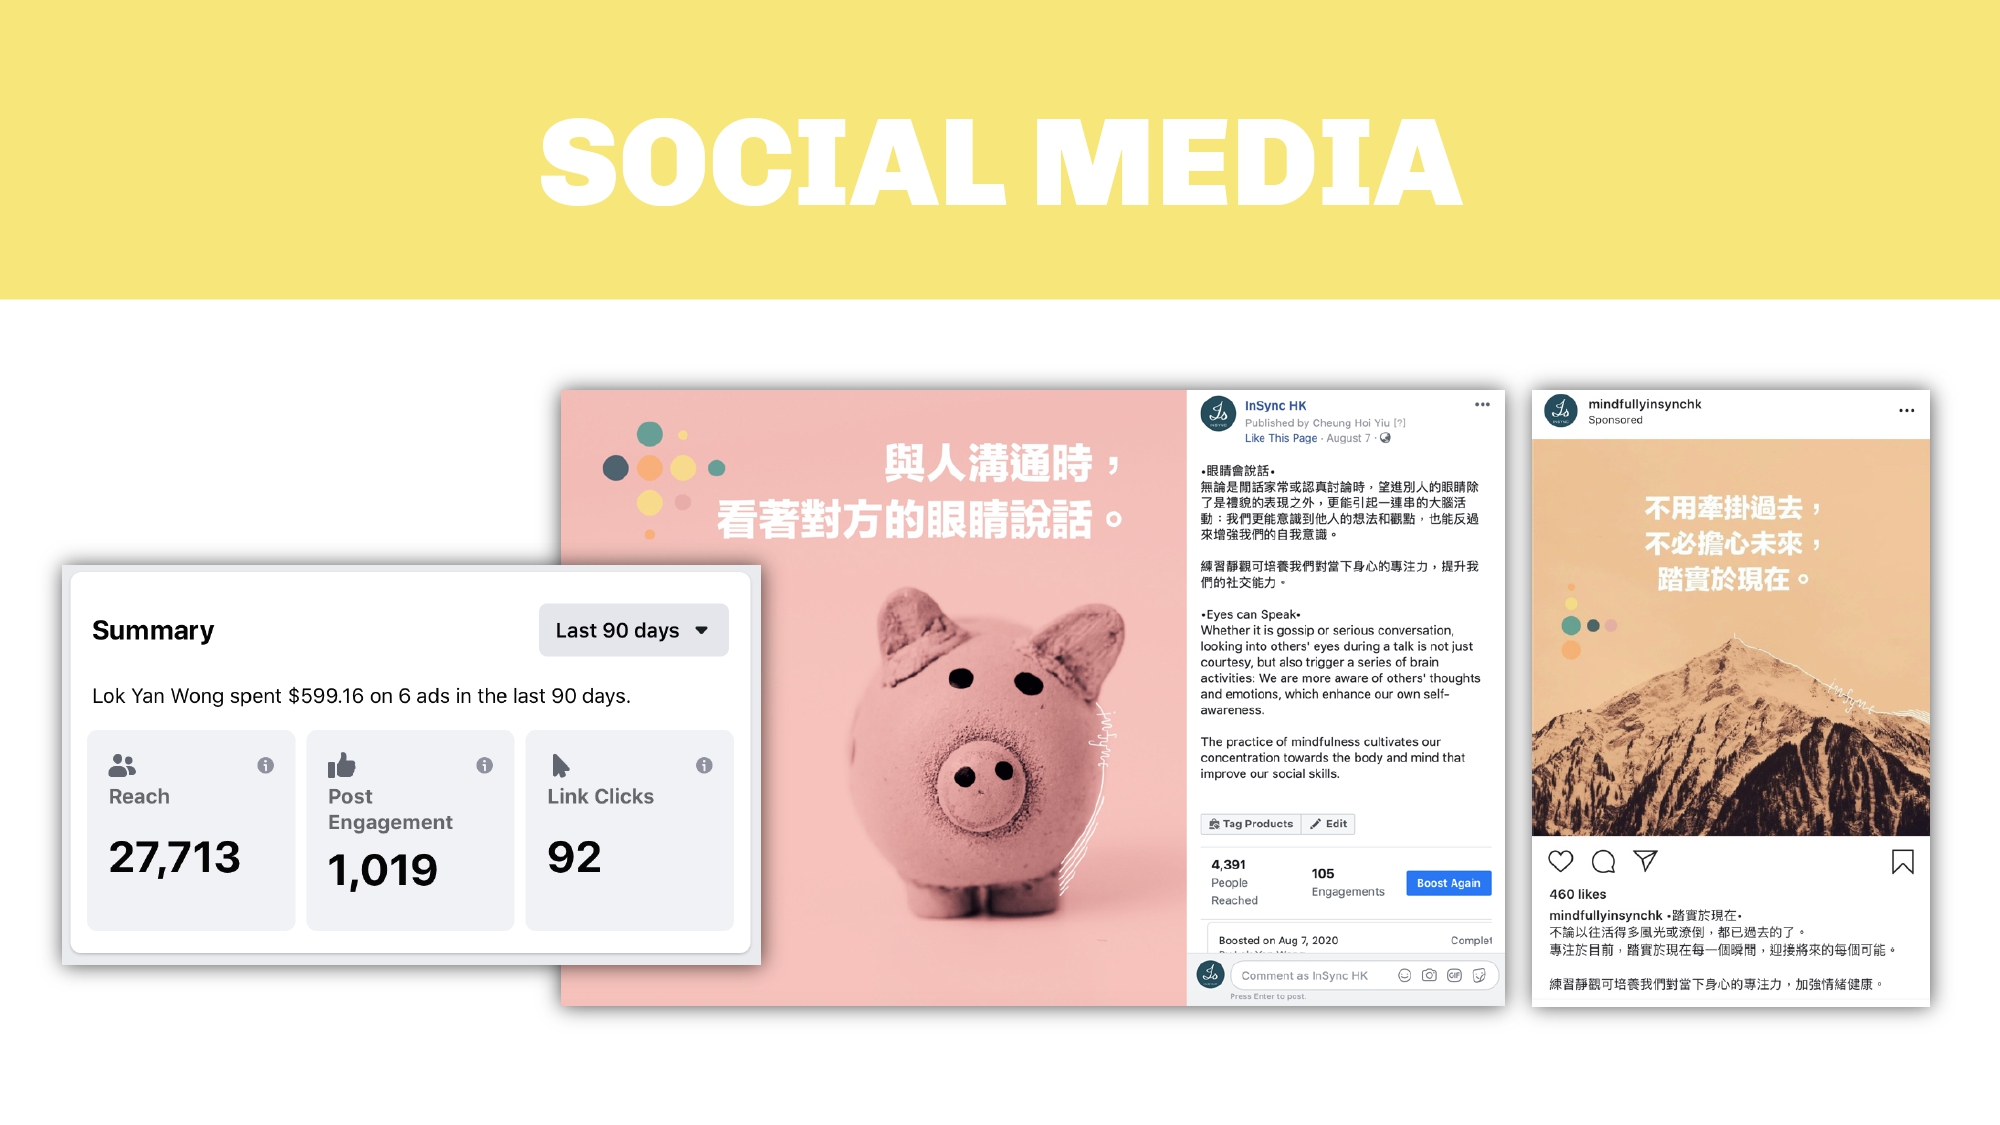 SOCIAL MEDIA
與人溝通時，
看著對方的眼睛說話。
InSync
Summary
Last 90 days
Lok Yan Wong spent $599.16 on 6 ads in the last 90 days.
Reach
27,713
Post
Engagement
1,019
Link Clicks
92
InSync HK
Published by Cheung Hoi Yiu [?]
Like This Page · August 7 ·
•眼睛會說話•
無論是閒話家常或認真討論時，望進別人的眼睛除
了是禮貌的表現之外，更能引起一連串的大腦活
動：我們更能意識到他人的想法和觀點，也能反過
來增強我們的自我意識。
練習靜觀可培養我們對當下身心的專注力，提升我
們的社交能力。
•Eyes can Speak•
Whether it is gossip or serious conversation,
looking into others' eyes during a talk is not just
courtesy, but also trigger a series of brain
activities: We are more aware of others' thoughts
and emotions, which enhance our own self-
awareness.
The practice of mindfulness cultivates our
concentration towards the body and mind that
improve our social skills.
Tag Products
Edit
4,391
People
Reached
105
Engagements
Boost Again
Boosted on Aug 7, 2020
Complet
Comment as InSync HK
GIF
Press Enter to post.
mindfullyinsynchk
Sponsored
不用牽掛過去，
不必擔心未來，
踏實於現在。
InSync
460 likes
mindfullyinsynchk •踏實於現在•
不論以往活得多風光或潦倒，都已過去的了。
專注於目前，踏實於現在每一個瞬間，迎接將來的每個可能。
練習靜觀可培養我們對當下身心的專注力，加強情緒健康。